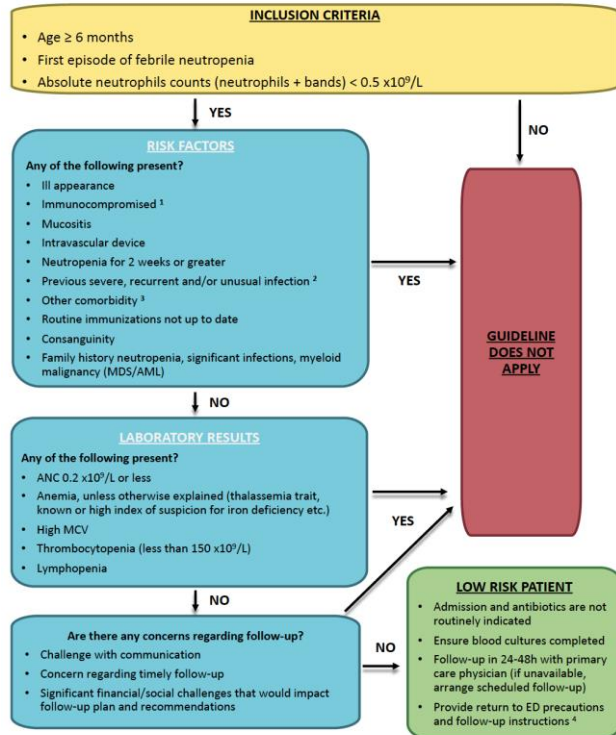 INCLUSION CRITERIA
• Age ≥ 6 months
• First episode of febrile neutropenia
• Absolute neutrophils counts (neutrophils + bands) < 0.5 x10⁹/L
YES
NO
RISK FACTORS
Any of the following present?
• Ill appearance
• Immunocompromised ¹
• Mucositis
• Intravascular device
• Neutropenia for 2 weeks or greater
• Previous severe, recurrent and/or unusual infection ²
• Other comorbidity ³
• Routine immunizations not up to date
• Consanguinity
• Family history neutropenia, significant infections, myeloid
malignancy (MDS/AML)
YES
GUIDELINE
DOES NOT
APPLY
NO
LABORATORY RESULTS
Any of the following present?
• ANC 0.2 x10⁹/L or less
• Anemia, unless otherwise explained (thalassemia trait,
known or high index of suspicion for iron deficiency etc.)
• High MCV
• Thrombocytopenia (less than 150 x10⁹/L)
• Lymphopenia
YES
NO
Are there any concerns regarding follow-up?
• Challenge with communication
• Concern regarding timely follow-up
• Significant financial/social challenges that would impact
follow-up plan and recommendations
NO
LOW RISK PATIENT
• Admission and antibiotics are not
routinely indicated
• Ensure blood cultures completed
• Follow-up in 24-48h with primary
care physician (if unavailable,
arrange scheduled follow-up)
• Provide return to ED precautions
and follow-up instructions ⁴